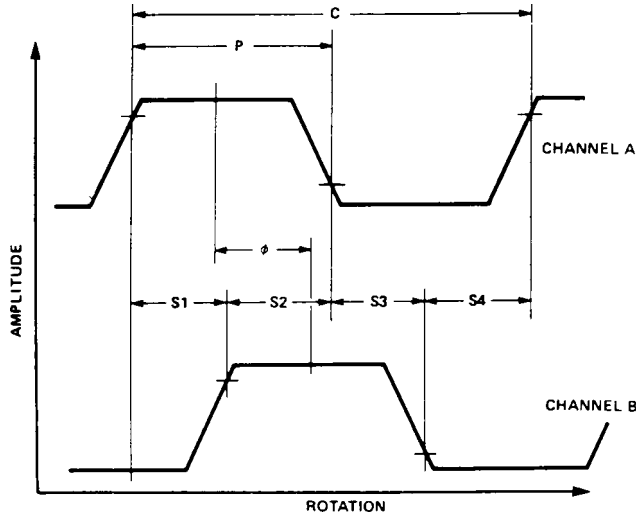 C
P
CHANNEL A
ø
S1 S2 S3 S4
AMPLITUDE
CHANNEL B
ROTATION